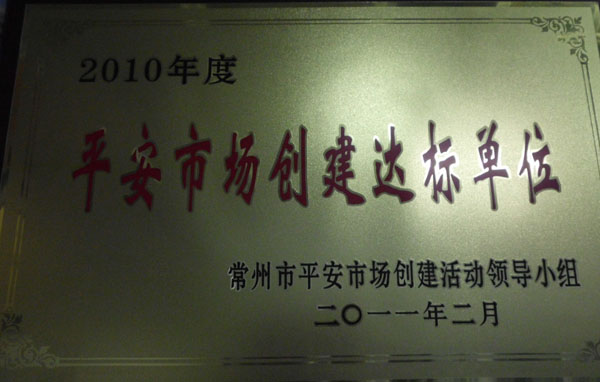 2010年度
平安市场创建达标单位
常州市平安市场创建活动领导小组
二〇一一年二月